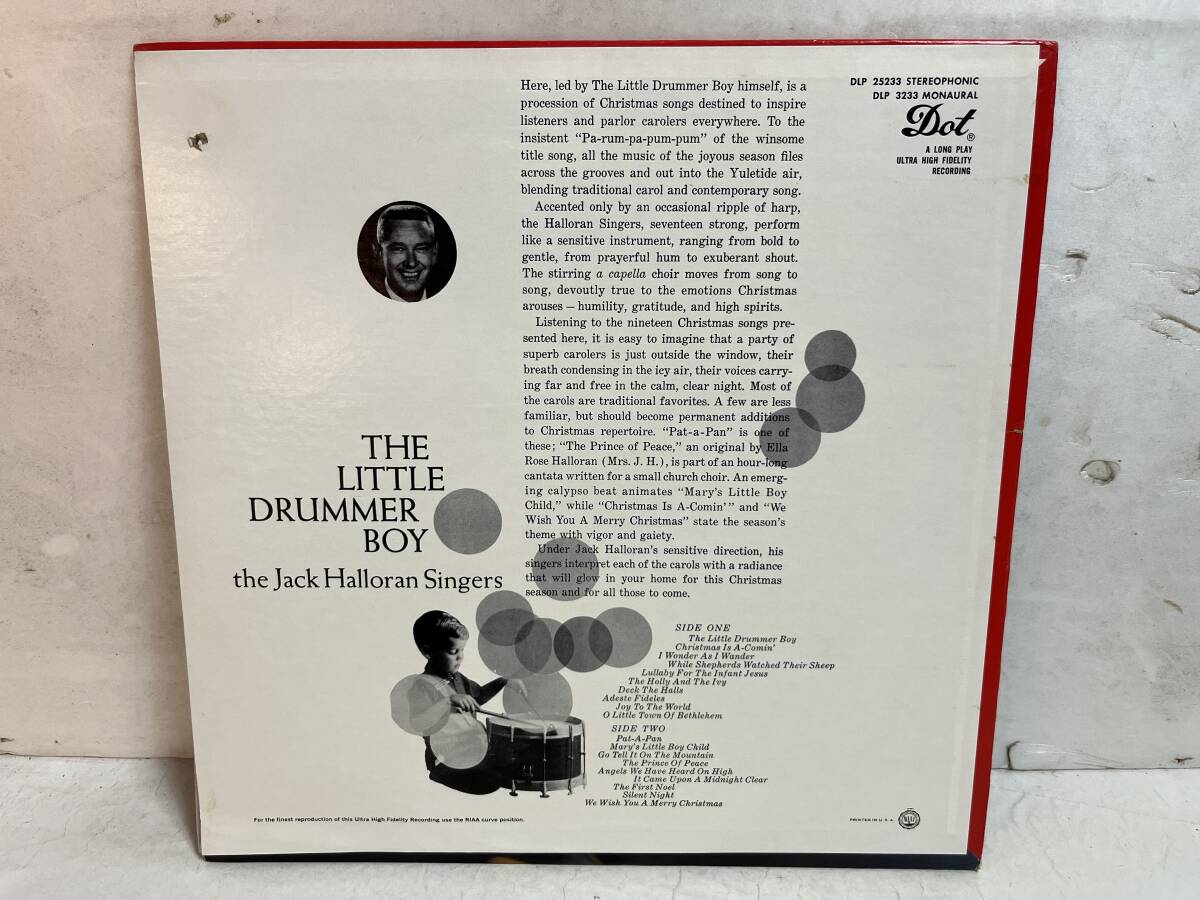 Here, led by The Little Drummer Boy himself, is a
procession of Christmas songs destined to inspire
listeners and parlor carolers everywhere. To the
insistent “Pa-rum-pa-pum-pum” of the winsome
title song, all the music of the joyous season files
across the grooves and out into the Yuletide air,
blending traditional carol and contemporary song.
Accented only by an occasional ripple of harp,
the Halloran Singers, seventeen strong, perform
like a sensitive instrument, ranging from bold to
gentle, from prayerful hum to exuberant shout.
The stirring a capella choir moves from song to
song, devoutly true to the emotions Christmas
arouses – humility, gratitude, and high spirits.
Listening to the nineteen Christmas songs pre-
sented here, it is easy to imagine that a party of
superb carolers is just outside the window, their
breath condensing in the icy air, their voices carry-
ing far and free in the calm, clear night. Most of
the carols are traditional favorites. A few are less
familiar, but should become permanent additions
to Christmas repertoire. “Pat-a-Pan” is one of
these; “The Prince of Peace,” an original by Ella
Rose Halloran (Mrs. J. H.), is part of an hour-long
cantata written for a small church choir. An emerg-
ing calypso beat animates “Mary's Little Boy
Child,” while “Christmas Is A-Comin'” and “We
Wish You A Merry Christmas” state the season's
theme with vigor and gaiety.
Under Jack Halloran's sensitive direction, his
singers interpret each of the carols with a radiance
that will glow in your home for this Christmas
season and for all those to come.
DLP 25233 STEREOPHONIC
DLP 3233 MONAURAL
Dot®
A LONG PLAY
ULTRA HIGH FIDELITY
RECORDING
THE
LITTLE
DRUMMER
BOY
the Jack Halloran Singers
SIDE ONE
The Little Drummer Boy
Christmas Is A-Comin'
I Wonder As I Wander
While Shepherds Watched Their Sheep
Lullaby For The Infant Jesus
The Holly And The Ivy
Deck The Halls
Adeste Fideles
Joy To The World
O Little Town Of Bethlehem
SIDE TWO
Pat-A-Pan
Mary's Little Boy Child
Go Tell It On The Mountain
The Prince Of Peace
Angels We Have Heard On High
It Came Upon A Midnight Clear
The First Noel
Silent Night
We Wish You A Merry Christmas
For the finest reproduction of this Ultra High Fidelity Recording use the RIAA curve position.
PRINTED IN U.S.A.